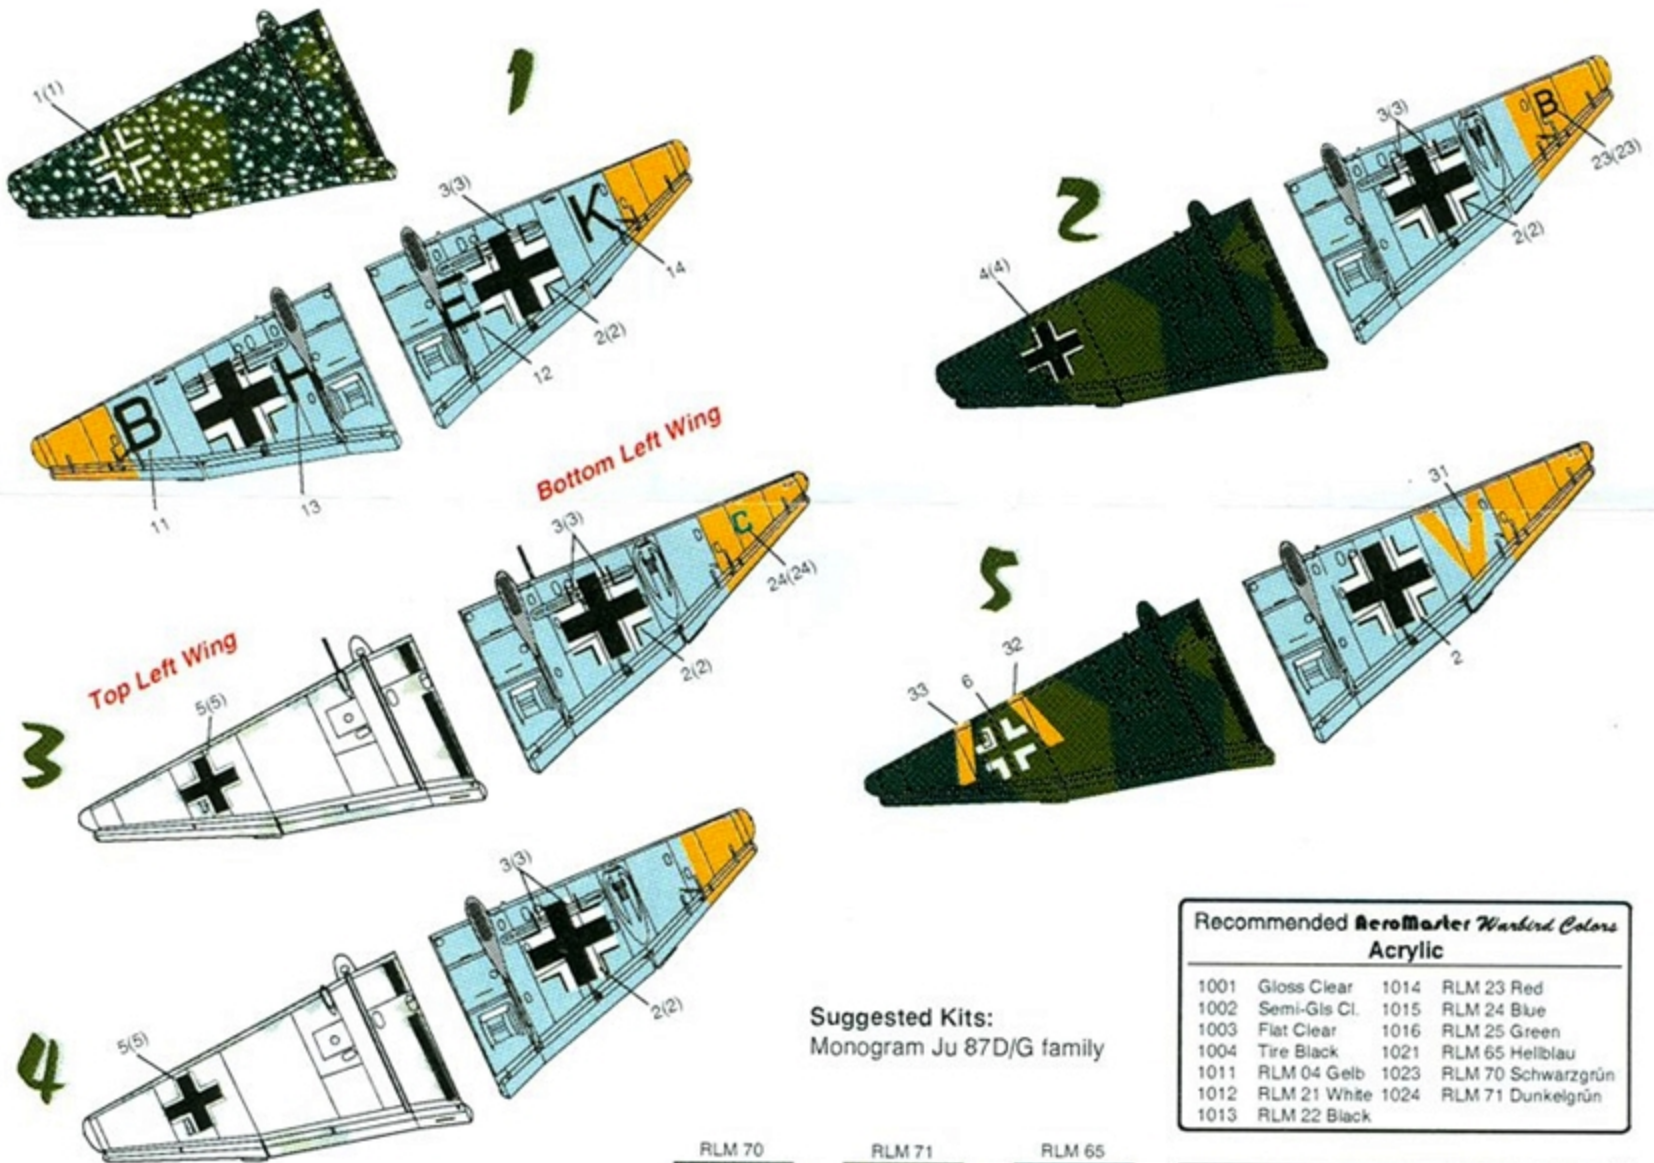 1
1(1)
3(3)
K
14
E
2(2)
12
B
H
11
13
2
3(3)
B
23(23)
2(2)
4(4)
Bottom Left Wing
3(3)
C
24(24)
2(2)
Top Left Wing
3
5(5)
5
31
V
2
32
6
33
4
3(3)
2(2)
5(5)
Suggested Kits:
Monogram Ju 87D/G family
Recommended AeroMaster Warbird Colors
Acrylic
1001 Gloss Clear 1014 RLM 23 Red
1002 Semi-Gls Cl. 1015 RLM 24 Blue
1003 Flat Clear 1016 RLM 25 Green
1004 Tire Black 1021 RLM 65 Hellblau
1011 RLM 04 Gelb 1023 RLM 70 Schwarzgrün
1012 RLM 21 White 1024 RLM 71 Dunkelgrün
1013 RLM 22 Black
RLM 70 RLM 71 RLM 65